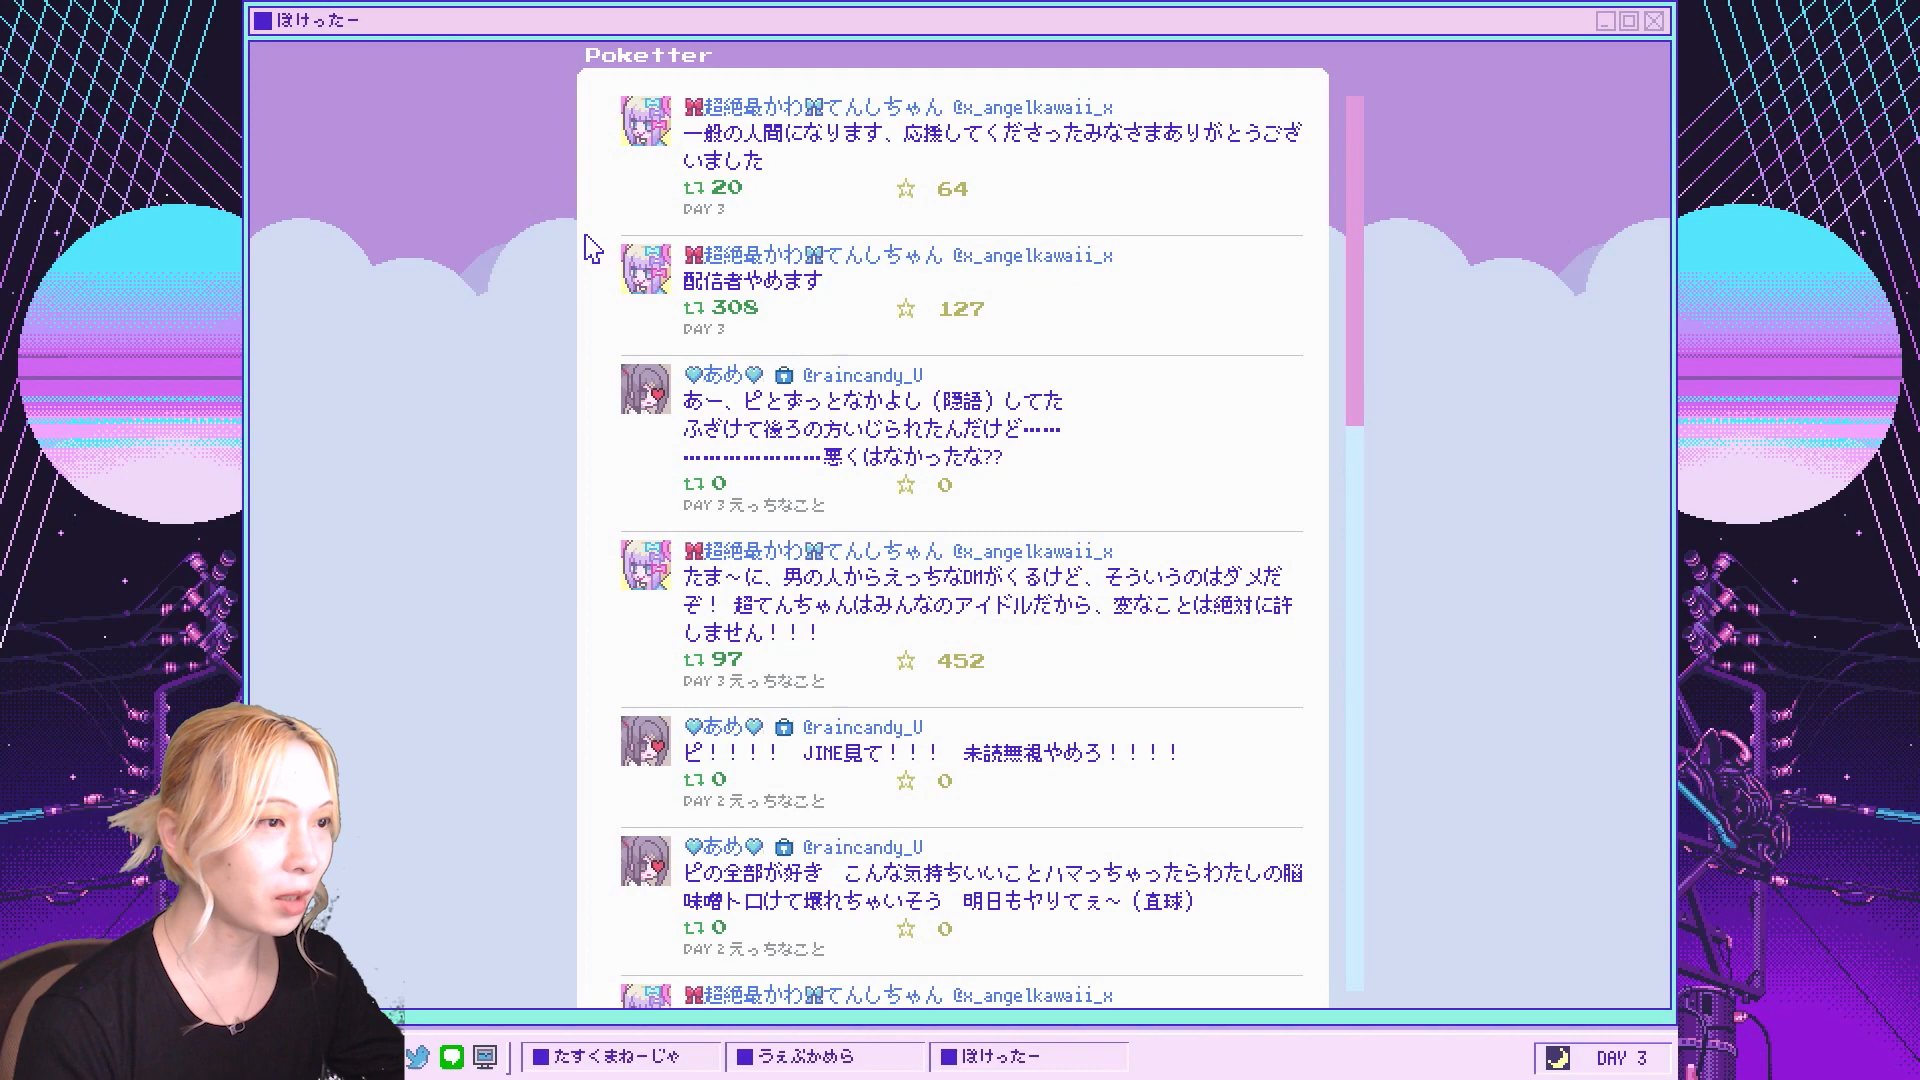 ぽけったー
Poketter
🎀超絶最かわ🎀てんしちゃん @x_angelkawaii_x
一般の人間になります、応援してくださったみなさまありがとうござ
いました
20 ☆ 64
DAY 3
🎀超絶最かわ🎀てんしちゃん @x_angelkawaii_x
配信者やめます
308 ☆ 127
DAY 3
🩵あめ🩵 @raincandy_U
あー、ピとずっとなかよし（隠語）してた
ふざけて後ろの方いじられたんだけど……
…………………悪くはなかったな??
0 ☆ 0
DAY 3 えっちなこと
🎀超絶最かわ🎀てんしちゃん @x_angelkawaii_x
たま～に、男の人からえっちなDMがくるけど、そういうのはダメだ
ぞ！ 超てんちゃんはみんなのアイドルだから、変なことは絶対に許
しません！！！
97 ☆ 452
DAY 3 えっちなこと
🩵あめ🩵 @raincandy_U
ピ！！！！ JINE見て！！！ 未読無視やめろ！！！！
0 ☆ 0
DAY 2 えっちなこと
🩵あめ🩵 @raincandy_U
ピの全部が好き こんな気持ちいいことハマっちゃったらわたしの脳
味噌トロけて壊れちゃいそう 明日もヤりてぇ～（直球）
0 ☆ 0
DAY 2 えっちなこと
🎀超絶最かわ🎀てんしちゃん @x_angelkawaii_x
たすくまねーじゃ うぇぶかめら ぽけったー DAY 3